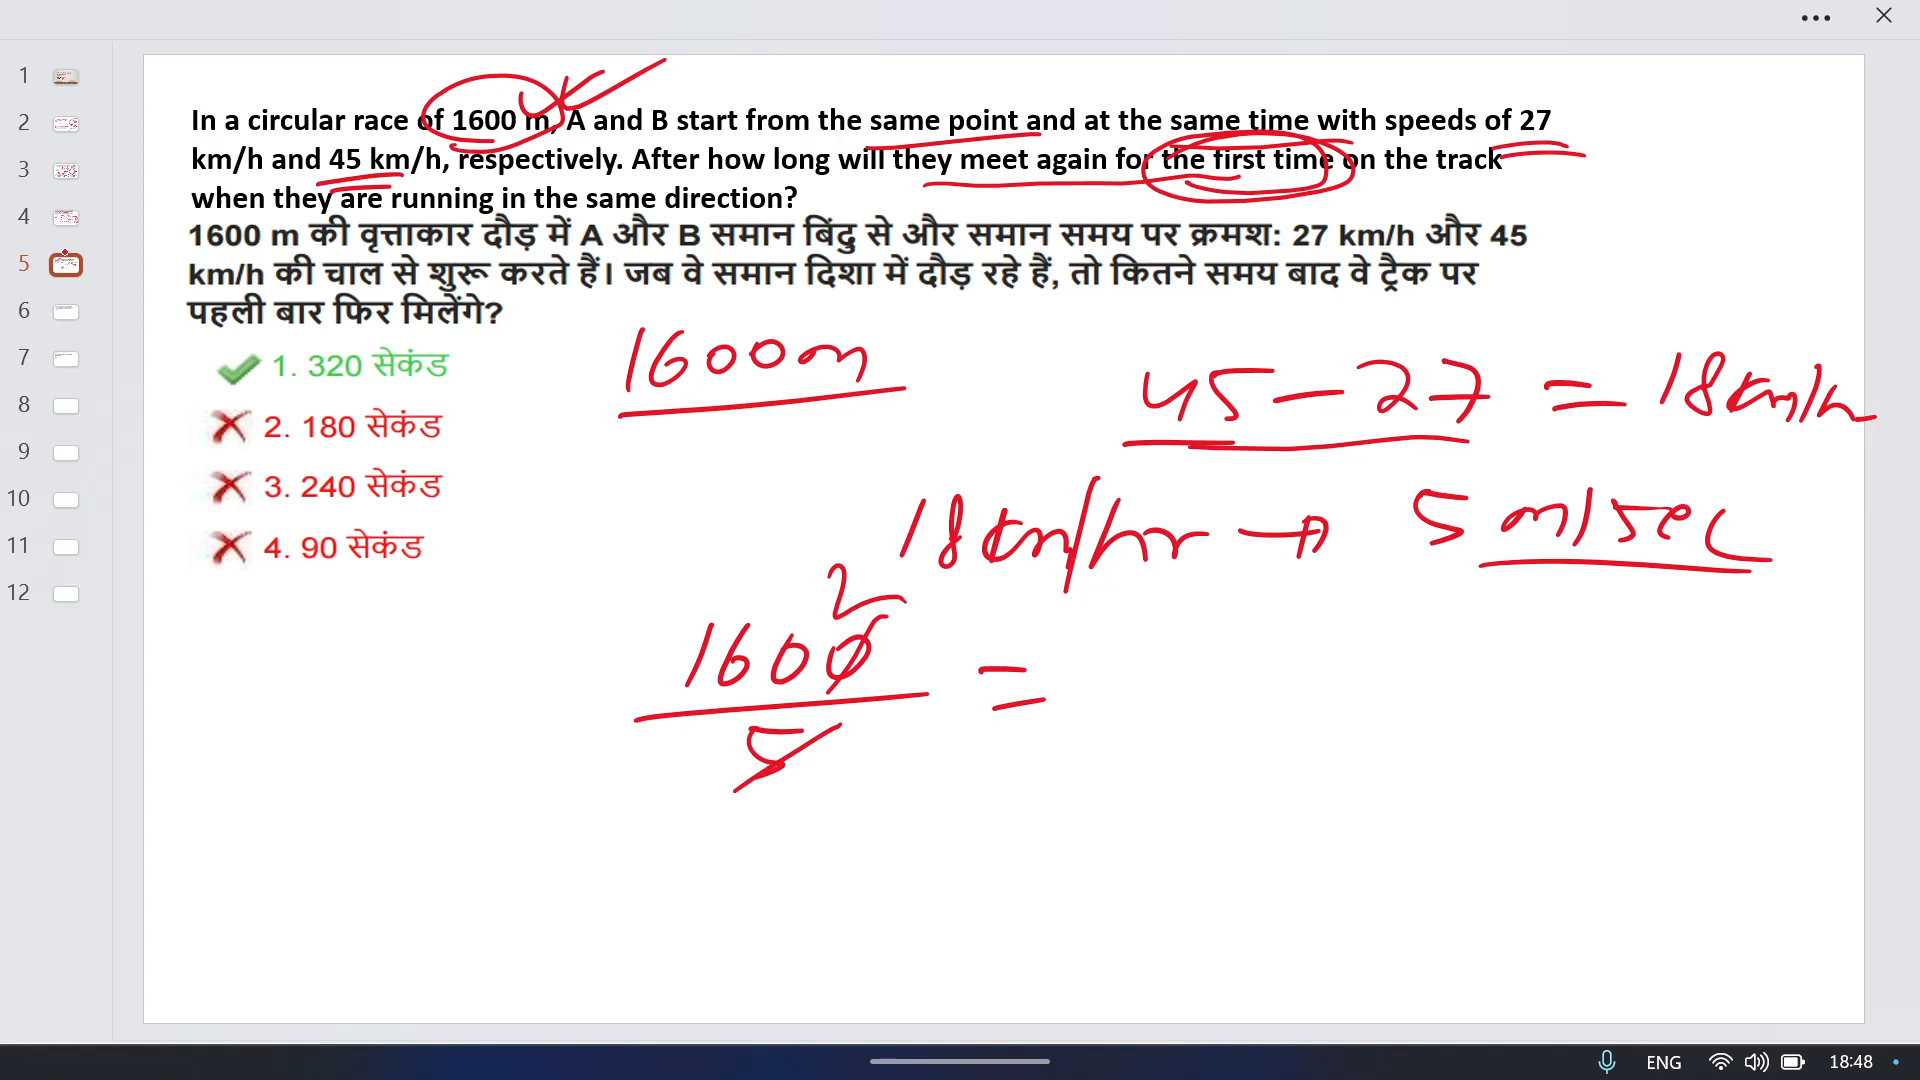 1
2
3
4
5
6
7
8
9
10
11
12
In a circular race of 1600 m, A and B start from the same point and at the same time with speeds of 27
km/h and 45 km/h, respectively. After how long will they meet again for the first time on the track
when they are running in the same direction?
1600 m की वृत्ताकार दौड़ में A और B समान बिंदु से और समान समय पर क्रमश: 27 km/h और 45
km/h की चाल से शुरू करते हैं। जब वे समान दिशा में दौड़ रहे हैं, तो कितने समय बाद वे ट्रैक पर
पहली बार फिर मिलेंगे?
1. 320 सेकंड
2. 180 सेकंड
3. 240 सेकंड
4. 90 सेकंड
1600m
45 - 27 = 18km/h
18km/hr → 5 m/sec
2
1600
=
5
ENG
18:48